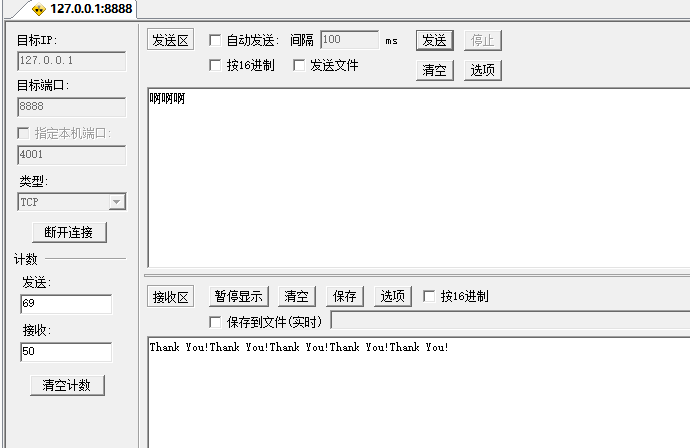 127.0.0.1:8888
目标IP:
127.0.0.1
目标端口:
8888
指定本机端口:
4001
类型:
TCP
断开连接
计数
发送:
69
接收:
50
清空计数
发送区 自动发送: 间隔 100 ms 发送 停止
按16进制 发送文件 清空 选项
啊啊啊
接收区 暂停显示 清空 保存 选项 按16进制
保存到文件(实时)
Thank You!Thank You!Thank You!Thank You!Thank You!